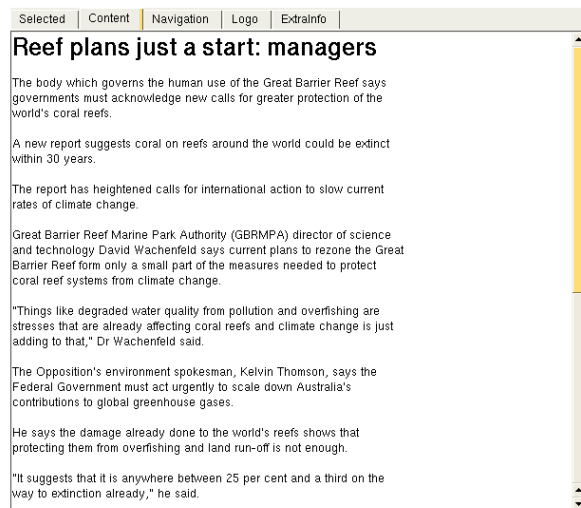 Selected Content Navigation Logo ExtraInfo
Reef plans just a start: managers
The body which governs the human use of the Great Barrier Reef says
governments must acknowledge new calls for greater protection of the
world's coral reefs.
A new report suggests coral on reefs around the world could be extinct
within 30 years.
The report has heightened calls for international action to slow current
rates of climate change.
Great Barrier Reef Marine Park Authority (GBRMPA) director of science
and technology David Wachenfeld says current plans to rezone the Great
Barrier Reef form only a small part of the measures needed to protect
coral reef systems from climate change.
"Things like degraded water quality from pollution and overfishing are
stresses that are already affecting coral reefs and climate change is just
adding to that," Dr Wachenfeld said.
The Opposition's environment spokesman, Kelvin Thomson, says the
Federal Government must act urgently to scale down Australia's
contributions to global greenhouse gases.
He says the damage already done to the world's reefs shows that
protecting them from overfishing and land run-off is not enough.
"It suggests that it is anywhere between 25 per cent and a third on the
way to extinction already," he said.